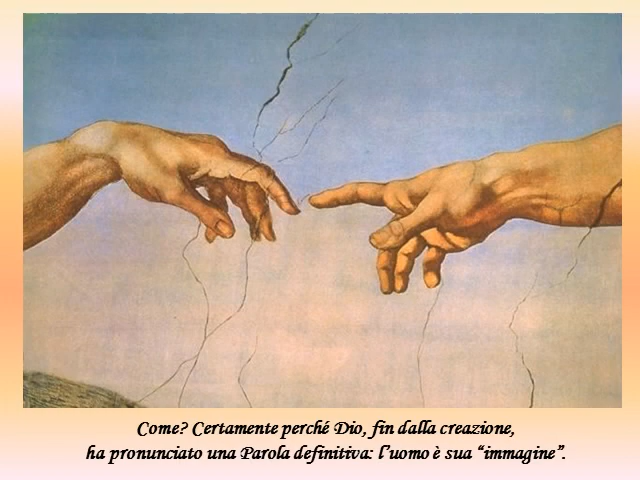 Come? Certamente perché Dio, fin dalla creazione,
ha pronunciato una Parola definitiva: l'uomo è sua “immagine”.